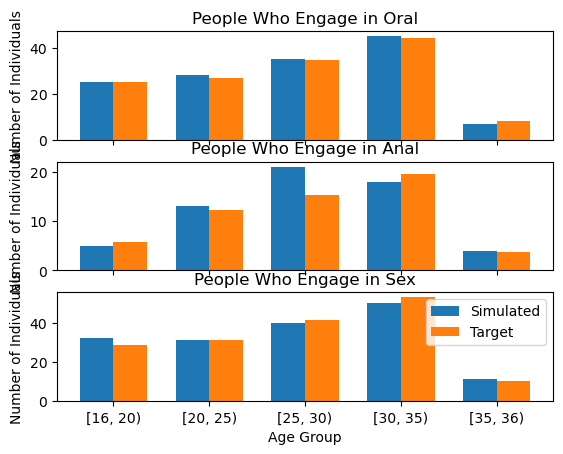 People Who Engage in Oral
Number of Individuals
40
20
0
People Who Engage in Anal
Number of Individuals
20
10
0
People Who Engage in Sex
Number of Individuals
40
20
0
Simulated
Target
[16, 20)
[20, 25)
[25, 30)
[30, 35)
[35, 36)
Age Group